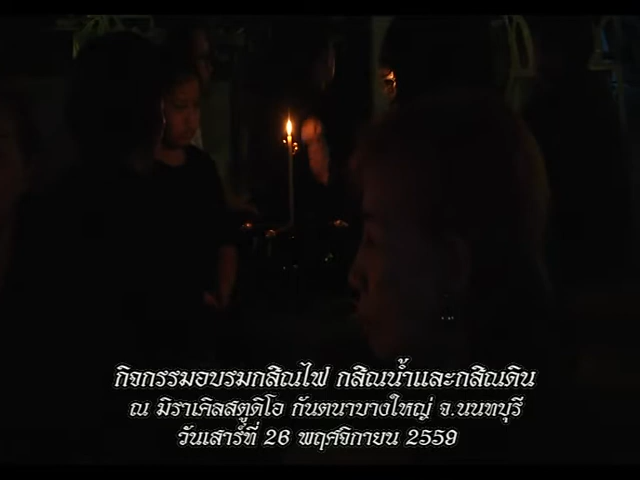 กิจกรรมอบรมกสิณไฟ กสิณน้ำและกสิณดิน
ณ มิราเคิลสตูดิโอ กันตนาบางใหญ่ จ.นนทบุรี
วันเสาร์ที่ 26 พฤศจิกายน 2559